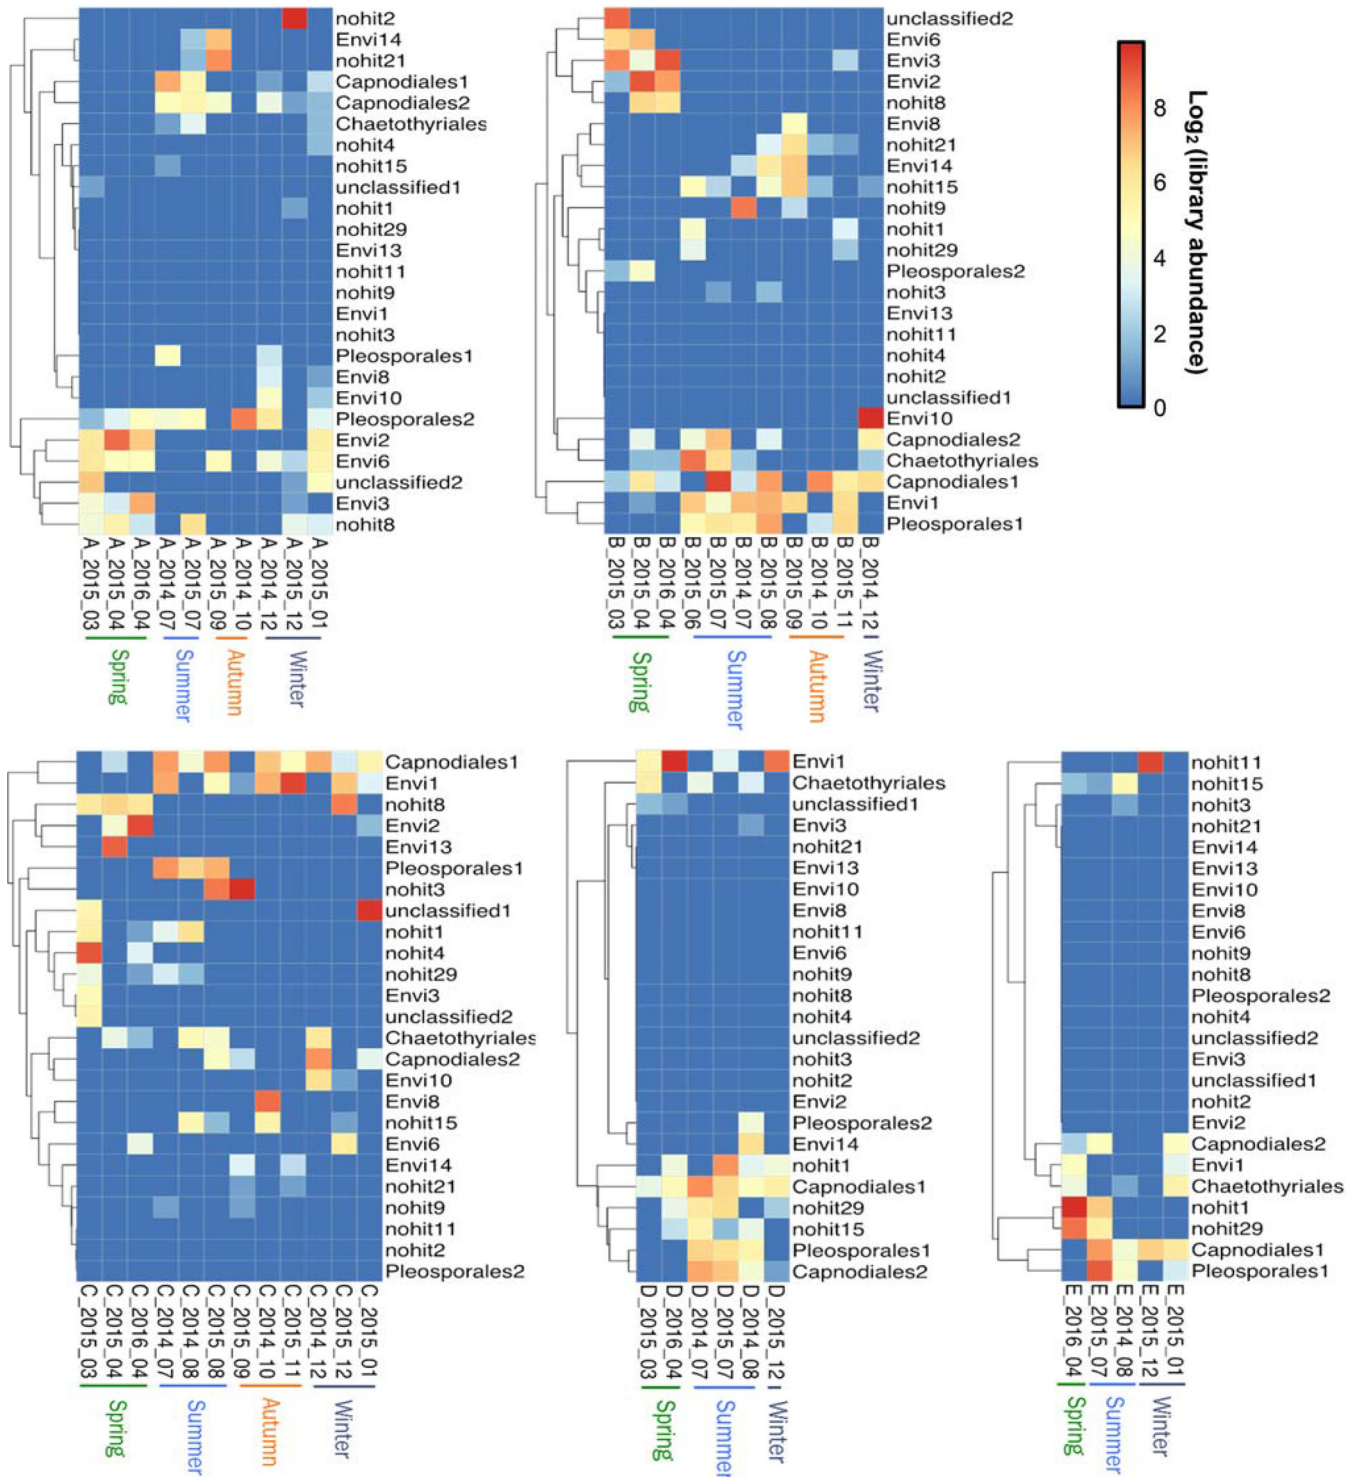 nohit2
Envi14
nohit21
Capnodiales1
Capnodiales2
Chaetothyriales
nohit4
nohit15
unclassified1
nohit1
nohit29
Envi13
nohit11
nohit9
Envi1
nohit3
Pleosporales1
Envi8
Envi10
Pleosporales2
Envi2
Envi6
unclassified2
Envi3
nohit8
A_2015_03
A_2015_04
A_2016_04
A_2014_07
A_2015_07
A_2015_09
A_2014_10
A_2014_12
A_2015_12
A_2015_01
Spring
Summer
Autumn
Winter
unclassified2
Envi6
Envi3
Envi2
nohit8
Envi8
nohit21
Envi14
nohit15
nohit9
nohit1
nohit29
Pleosporales2
nohit3
Envi13
nohit11
nohit4
nohit2
unclassified1
Envi10
Capnodiales2
Chaetothyriales
Capnodiales1
Envi1
Pleosporales1
B_2015_03
B_2015_04
B_2016_04
B_2015_06
B_2015_07
B_2014_07
B_2015_08
B_2015_09
B_2014_10
B_2015_11
B_2014_12
Spring
Summer
Autumn
Winter
8
6
4
2
0
Log₂ (library abundance)
Capnodiales1
Envi1
nohit8
Envi2
Envi13
Pleosporales1
nohit3
unclassified1
nohit1
nohit4
nohit29
Envi3
unclassified2
Chaetothyriales
Capnodiales2
Envi10
Envi8
nohit15
Envi6
Envi14
nohit21
nohit9
nohit11
nohit2
Pleosporales2
C_2015_03
C_2015_04
C_2016_04
C_2014_07
C_2014_08
C_2015_08
C_2015_09
C_2014_10
C_2015_11
C_2014_12
C_2015_12
C_2015_01
Spring
Summer
Autumn
Winter
Envi1
Chaetothyriales
unclassified1
Envi3
nohit21
Envi13
Envi10
Envi8
nohit11
Envi6
nohit9
nohit8
nohit4
unclassified2
nohit3
nohit2
Envi2
Pleosporales2
Envi14
nohit1
Capnodiales1
nohit29
nohit15
Pleosporales1
Capnodiales2
D_2015_03
D_2016_04
D_2014_07
D_2015_07
D_2014_08
D_2015_12
Spring
Summer
Winter
nohit11
nohit15
nohit3
nohit21
Envi14
Envi13
Envi10
Envi8
Envi6
nohit9
nohit8
Pleosporales2
nohit4
unclassified2
Envi3
unclassified1
nohit2
Envi2
Capnodiales2
Envi1
Chaetothyriales
nohit1
nohit29
Capnodiales1
Pleosporales1
E_2016_04
E_2015_07
E_2014_08
E_2015_12
E_2015_01
Spring
Summer
Winter